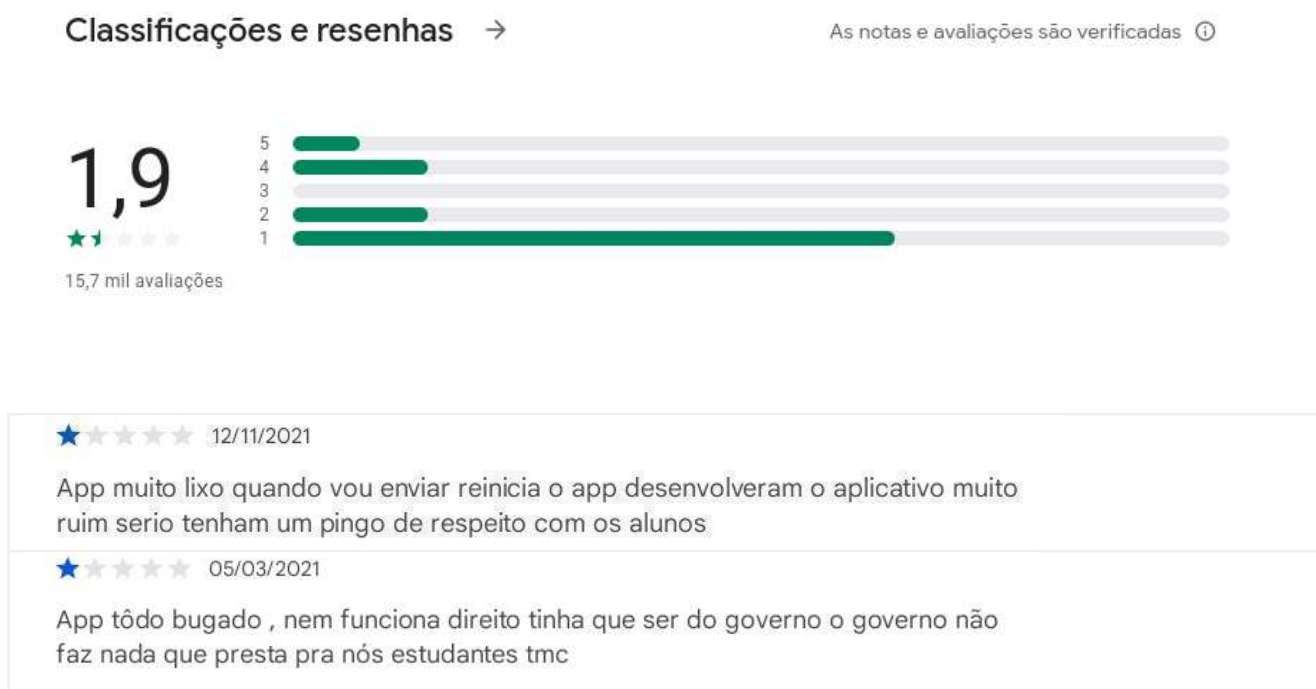 Classificações e resenhas →
As notas e avaliações são verificadas
1,9
5
4
3
2
1
15,7 mil avaliações
12/11/2021
App muito lixo quando vou enviar reinicia o app desenvolveram o aplicativo muito
ruim serio tenham um pingo de respeito com os alunos
05/03/2021
App tôdo bugado , nem funciona direito tinha que ser do governo o governo não
faz nada que presta pra nós estudantes tmc